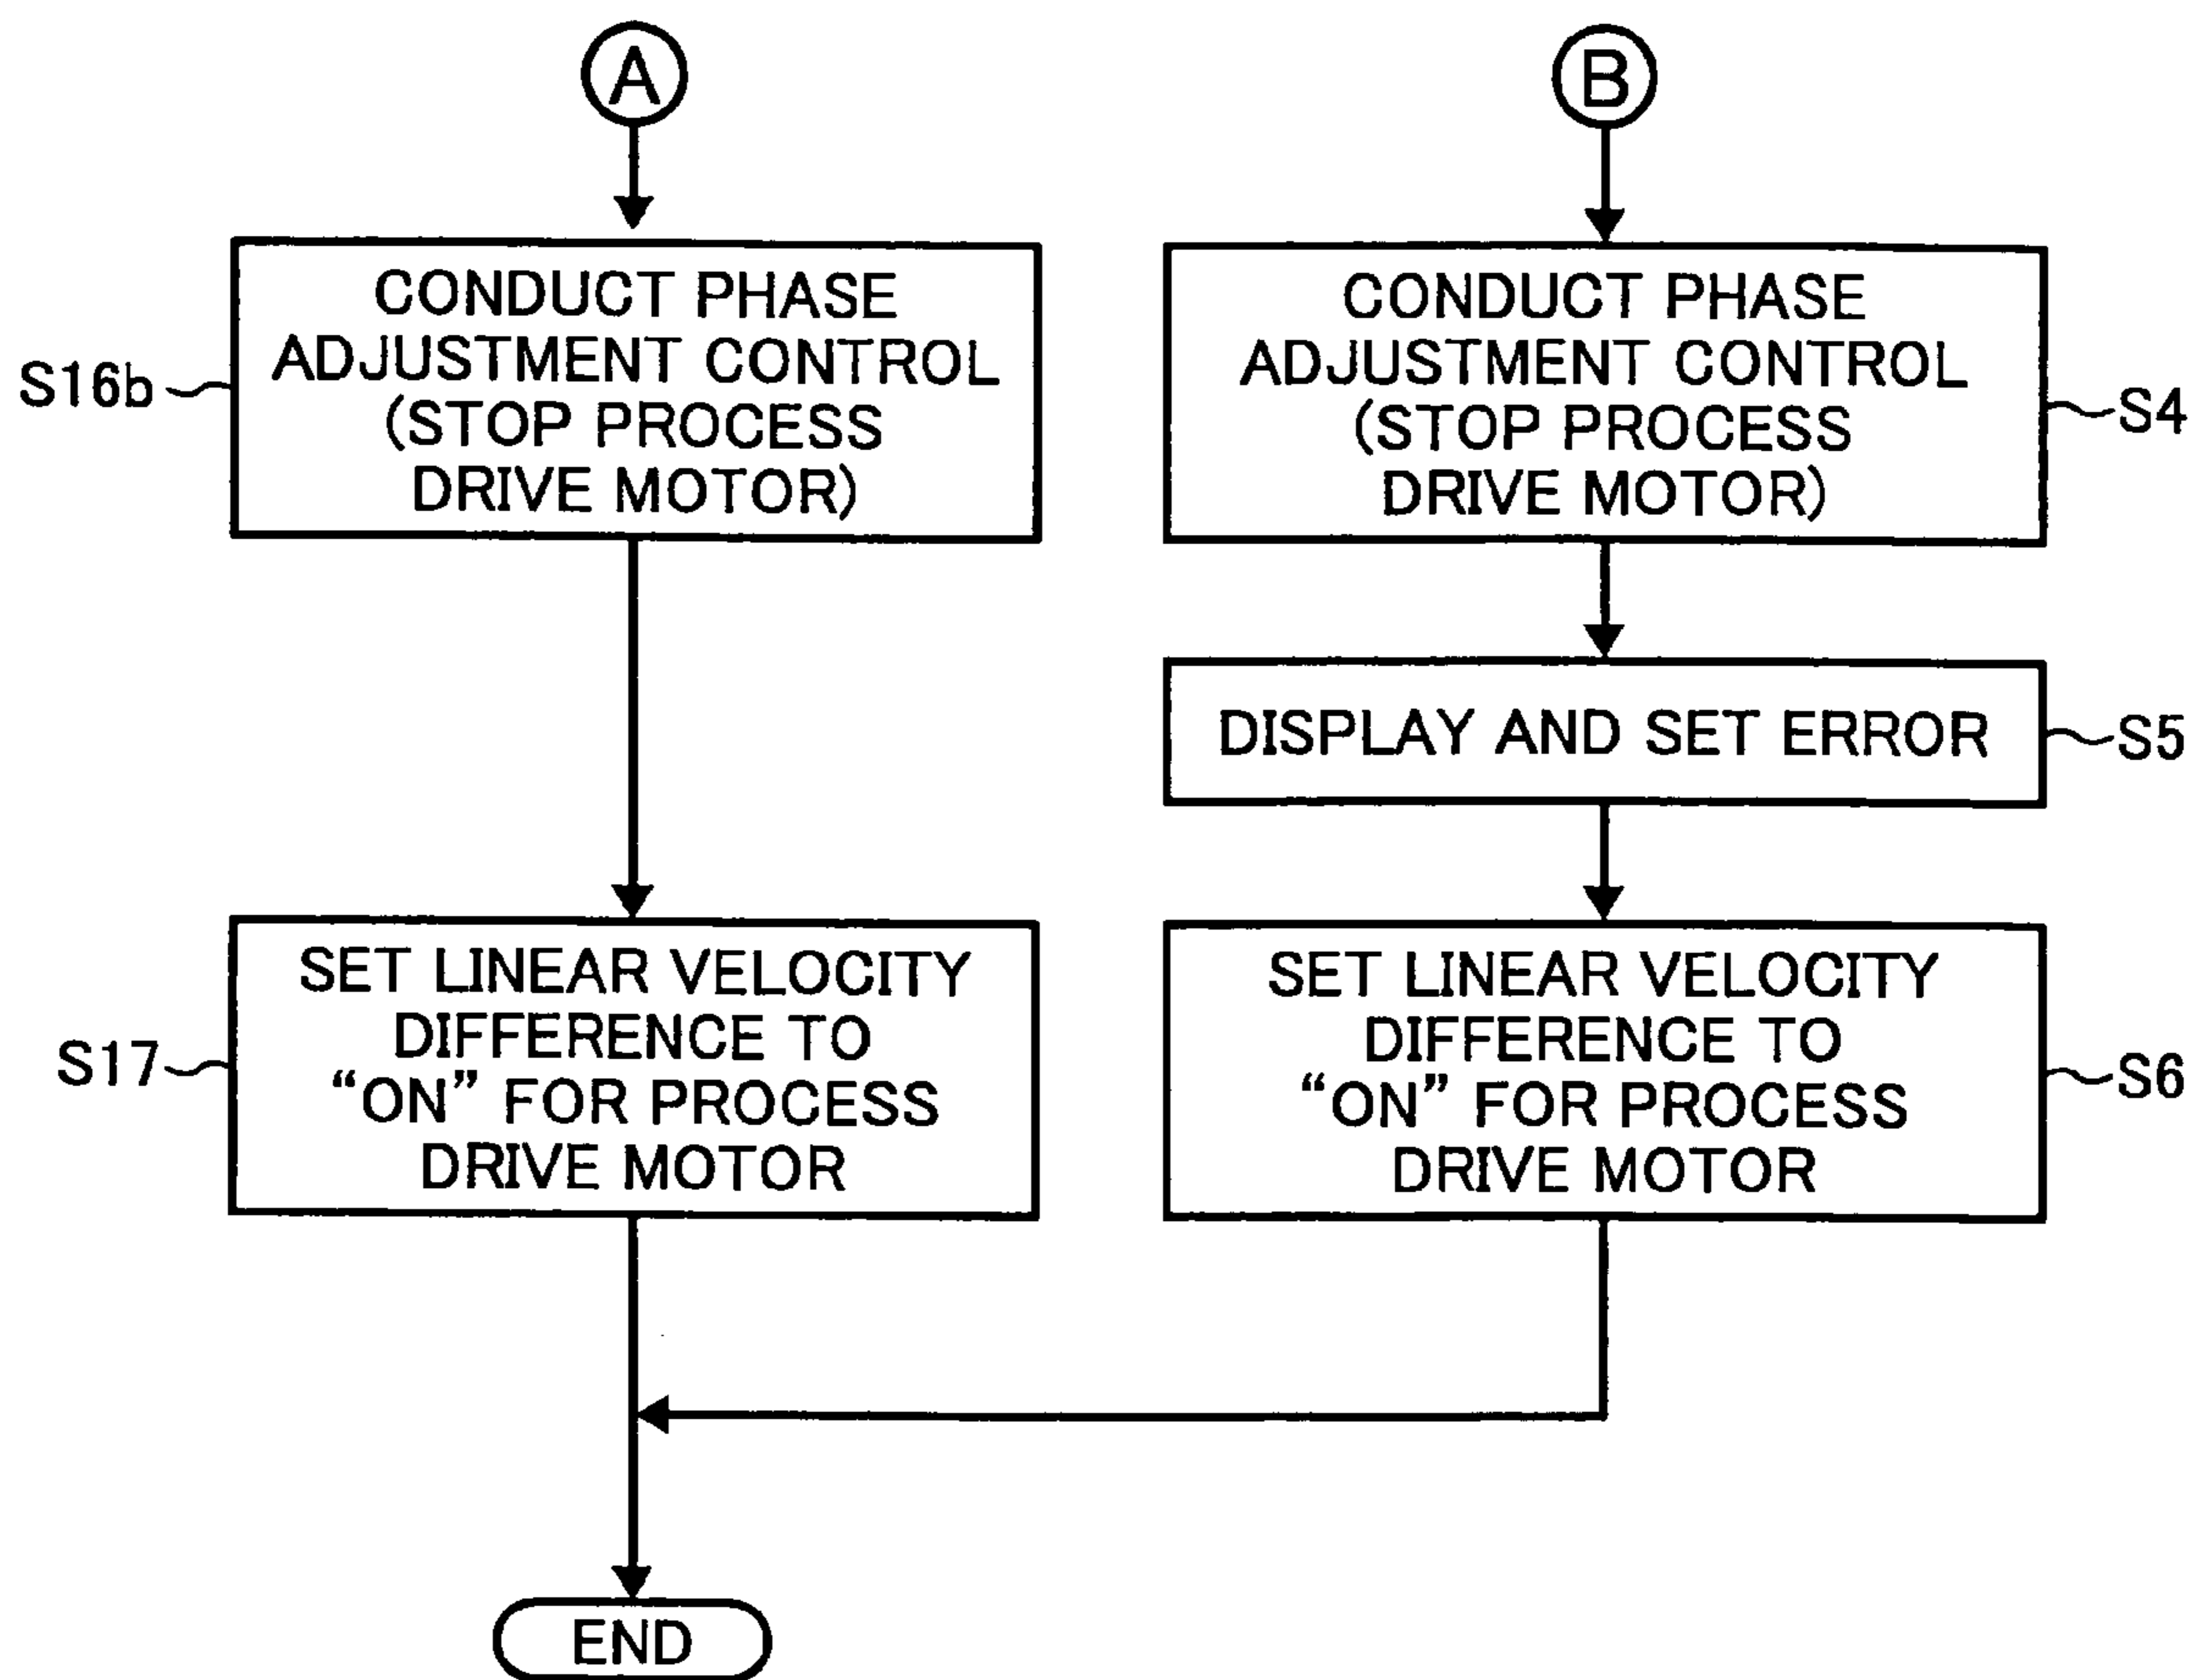 A
CONDUCT PHASE
ADJUSTMENT CONTROL
(STOP PROCESS
DRIVE MOTOR)
S16b
SET LINEAR VELOCITY
DIFFERENCE TO
“ON” FOR PROCESS
DRIVE MOTOR
S17
B
CONDUCT PHASE
ADJUSTMENT CONTROL
(STOP PROCESS
DRIVE MOTOR)
S4
DISPLAY AND SET ERROR
S5
SET LINEAR VELOCITY
DIFFERENCE TO
“ON” FOR PROCESS
DRIVE MOTOR
S6
END